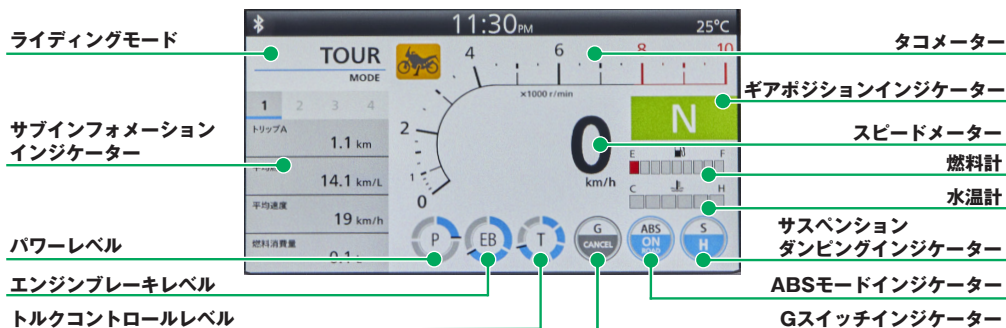 11:30PM
25°C
ライディングモード
TOUR
MODE
4
6
8
10
タコメーター
×1000 r/min
ギアポジションインジケーター
1 2 3 4
N
サブインフォメーション
インジケーター
トリップA
1.1 km
2
0
km/h
スピードメーター
E
F
燃料計
14.1 km/L
1
C
H
水温計
平均速度
19 km/h
0
サスペンション
ダンピングインジケーター
パワーレベル
燃料消費量
P
EB
T
G
CANCEL
ABS
ON
ROAD
S
H
エンジンブレーキレベル
ABSモードインジケーター
トルクコントロールレベル
Gスイッチインジケーター